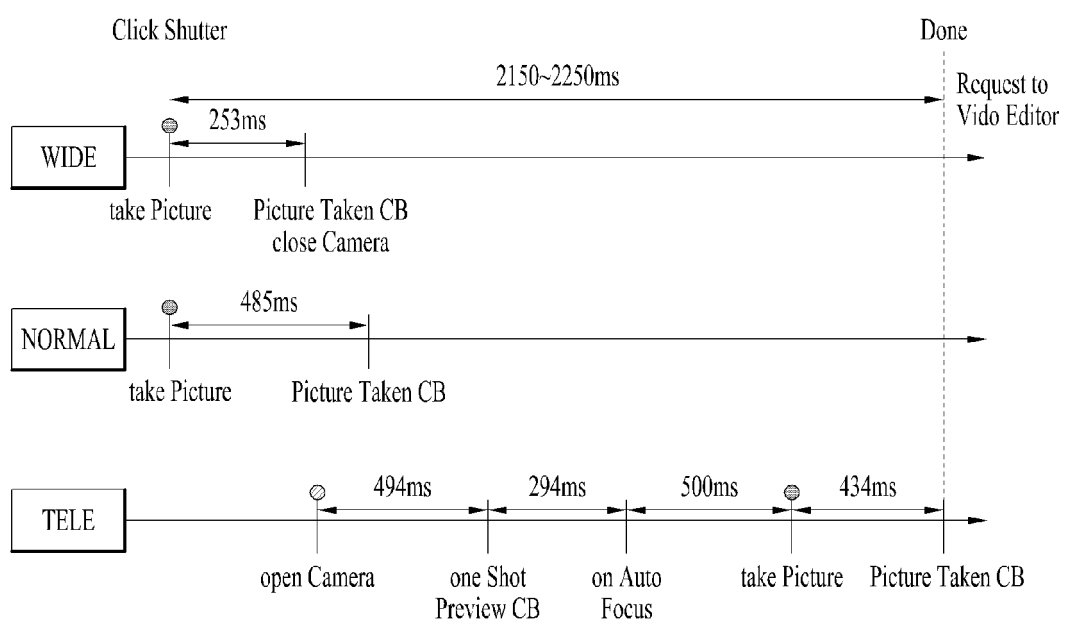 Click Shutter
Done
2150~2250ms
Request to
Vido Editor
253ms
WIDE
take Picture
Picture Taken CB
close Camera
485ms
NORMAL
take Picture
Picture Taken CB
494ms
294ms
500ms
434ms
TELE
open Camera
one Shot
Preview CB
on Auto
Focus
take Picture
Picture Taken CB